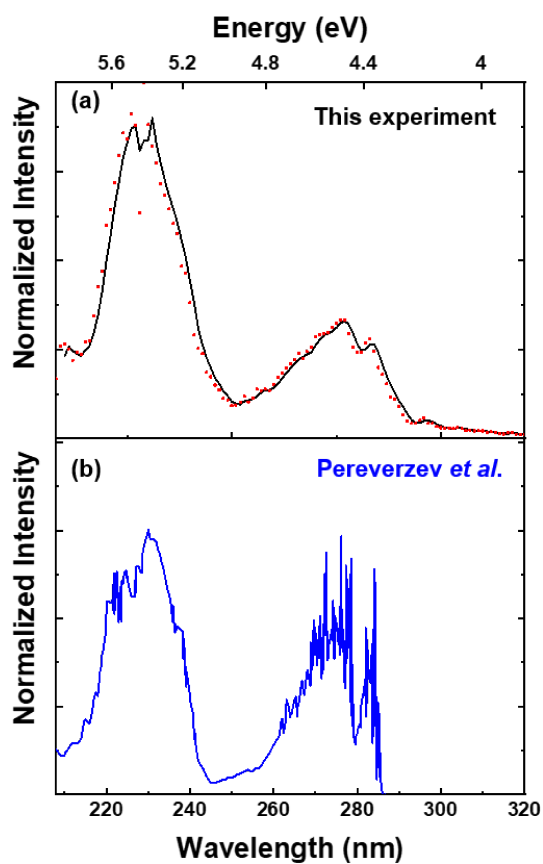 Energy (eV)
5.6 5.2 4.8 4.4 4
(a)
This experiment
Normalized Intensity
(b)
Pereverzev et al.
Normalized Intensity
220 240 260 280 300 320
Wavelength (nm)